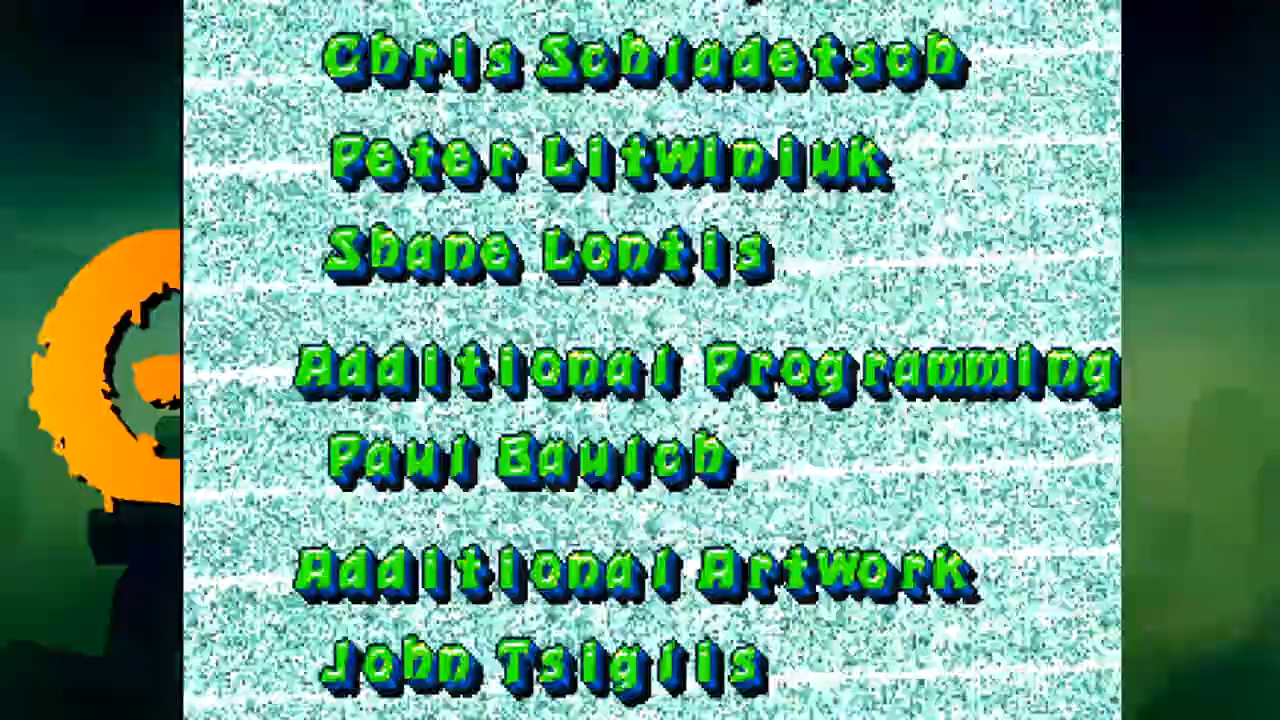 Chris Schladetsch
Peter Litwiniuk
Shane Lontis
Additional Programming
Paul Baulch
Additional Artwork
John Tsiglis